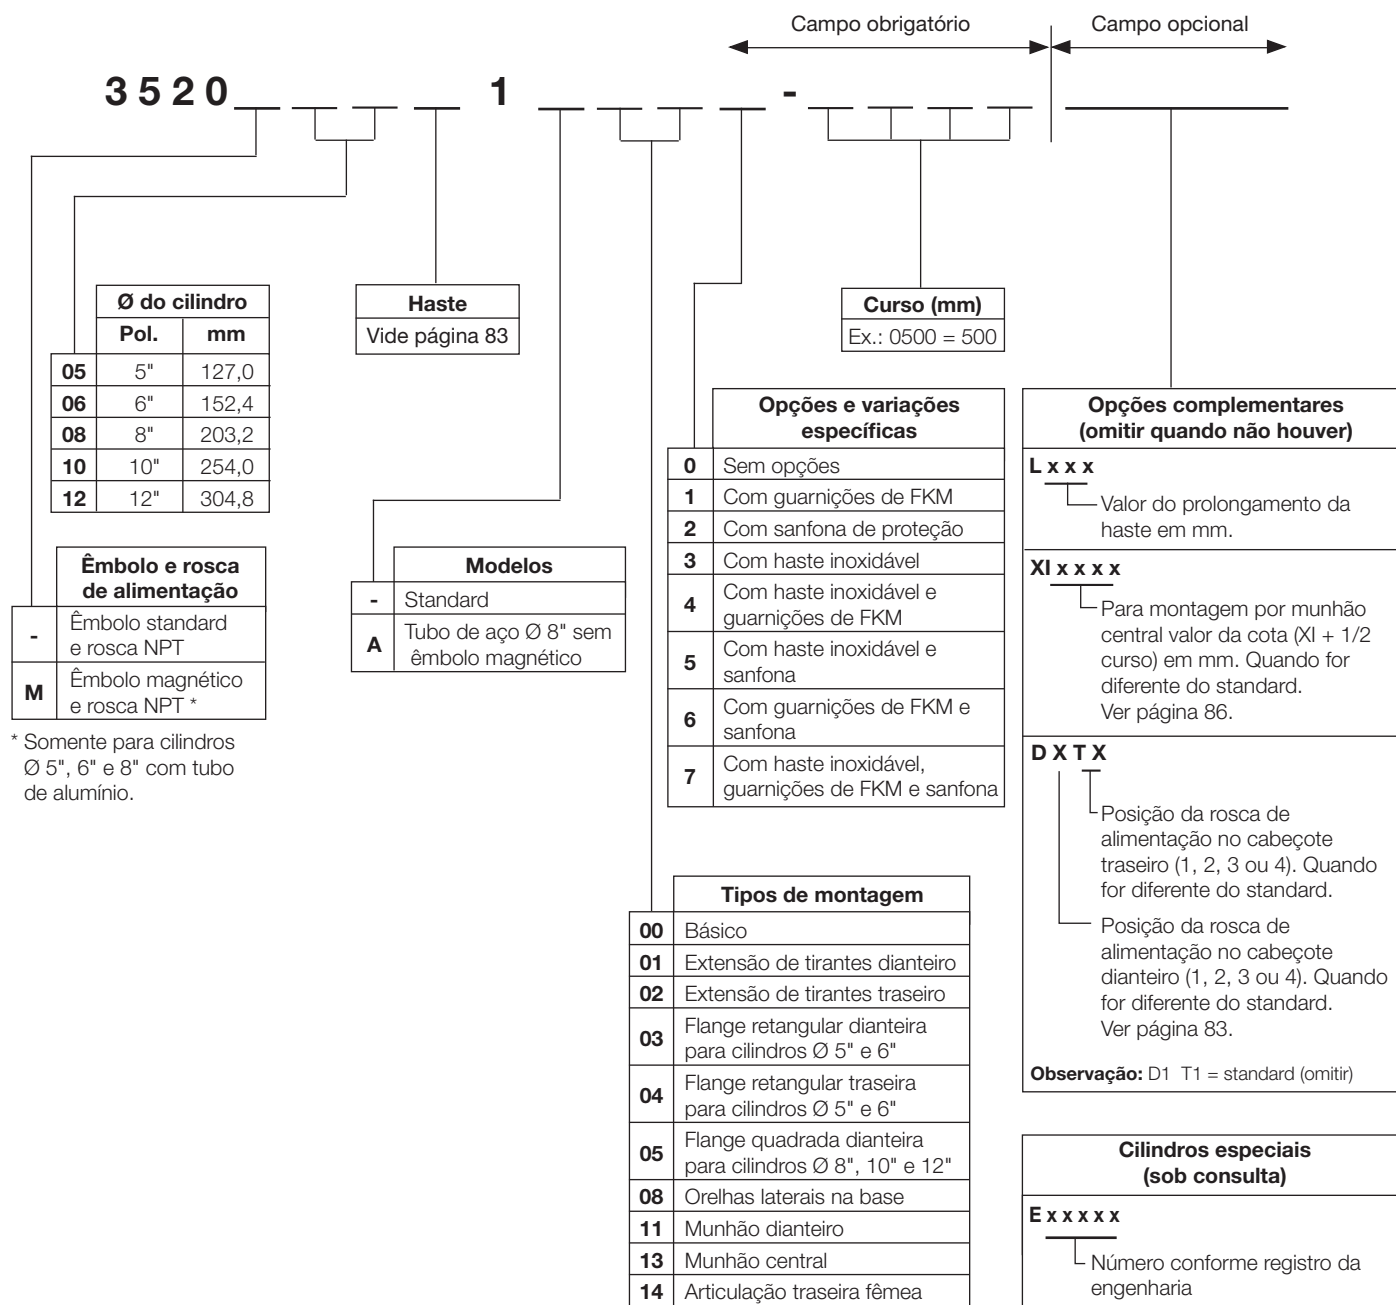 Campo obrigatório
Campo opcional
3520 1 -
Ø do cilindro
Pol. mm
05 5" 127,0
06 6" 152,4
08 8" 203,2
10 10" 254,0
12 12" 304,8
Haste
Vide página 83
Curso (mm)
Ex.: 0500 = 500
Êmbolo e rosca
de alimentação
- Êmbolo standard
e rosca NPT
M Êmbolo magnético
e rosca NPT *
* Somente para cilindros
Ø 5", 6" e 8" com tubo
de alumínio.
Modelos
- Standard
A Tubo de aço Ø 8" sem
êmbolo magnético
Opções e variações
específicas
0 Sem opções
1 Com guarnições de FKM
2 Com sanfona de proteção
3 Com haste inoxidável
4 Com haste inoxidável e
guarnições de FKM
5 Com haste inoxidável e
sanfona
6 Com guarnições de FKM e
sanfona
7 Com haste inoxidável,
guarnições de FKM e sanfona
Tipos de montagem
00 Básico
01 Extensão de tirantes dianteiro
02 Extensão de tirantes traseiro
03 Flange retangular dianteira
para cilindros Ø 5" e 6"
04 Flange retangular traseira
para cilindros Ø 5" e 6"
05 Flange quadrada dianteira
para cilindros Ø 8", 10" e 12"
08 Orelhas laterais na base
11 Munhão dianteiro
13 Munhão central
14 Articulação traseira fêmea
Opções complementares
(omitir quando não houver)
L x x x
Valor do prolongamento da
haste em mm.
XI x x x x
Para montagem por munhão
central valor da cota (XI + 1/2
curso) em mm. Quando for
diferente do standard.
Ver página 86.
D X T X
Posição da rosca de
alimentação no cabeçote
traseiro (1, 2, 3 ou 4). Quando
for diferente do standard.
Posição da rosca de
alimentação no cabeçote
dianteiro (1, 2, 3 ou 4). Quando
for diferente do standard.
Ver página 83.
Observação: D1 T1 = standard (omitir)
Cilindros especiais
(sob consulta)
E x x x x x
Número conforme registro da
engenharia